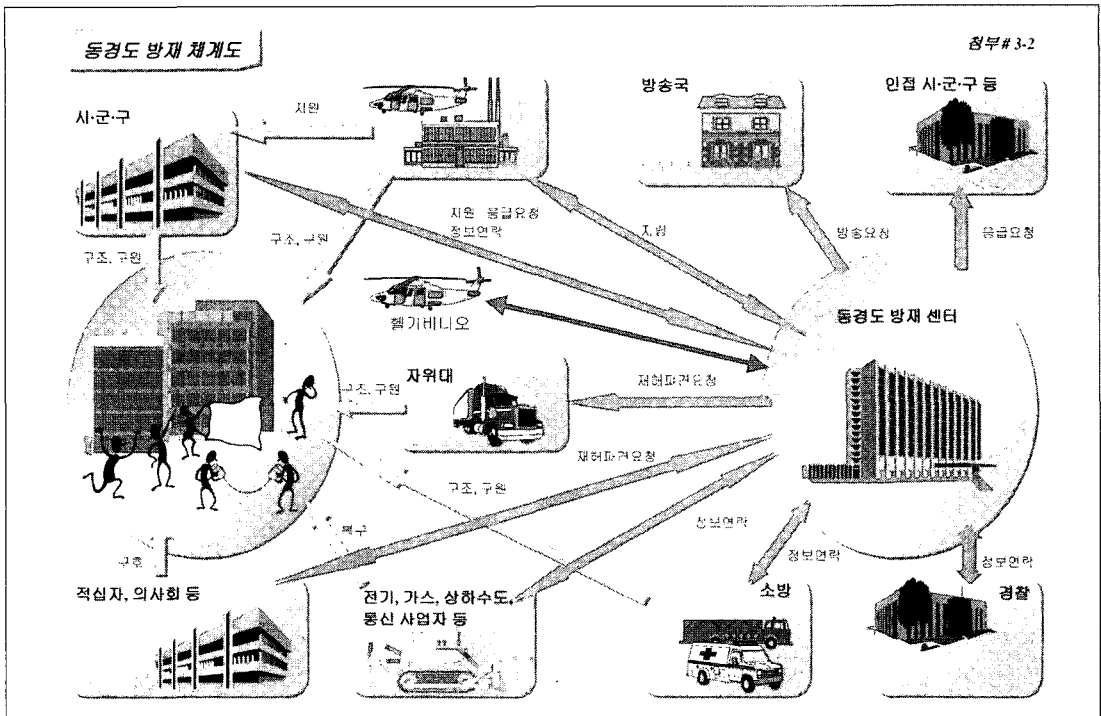 동경도 방재 체계도
첨부 # 3-2
시·군·구
지원
방송국
인접 시·군·구 등
구조, 구원
구조, 구원
지원 응급요청
정보연락
지휘
방송요청
응급요청
헬기비디오
동경도 방재 센터
자위대
구조, 구원
재해파견요청
재해파견요청
구조, 구원
복구
정보연락
정보연락
정보연락
구호
적십자, 의사회 등
전기, 가스, 상하수도,
통신 사업자 등
소방
경찰